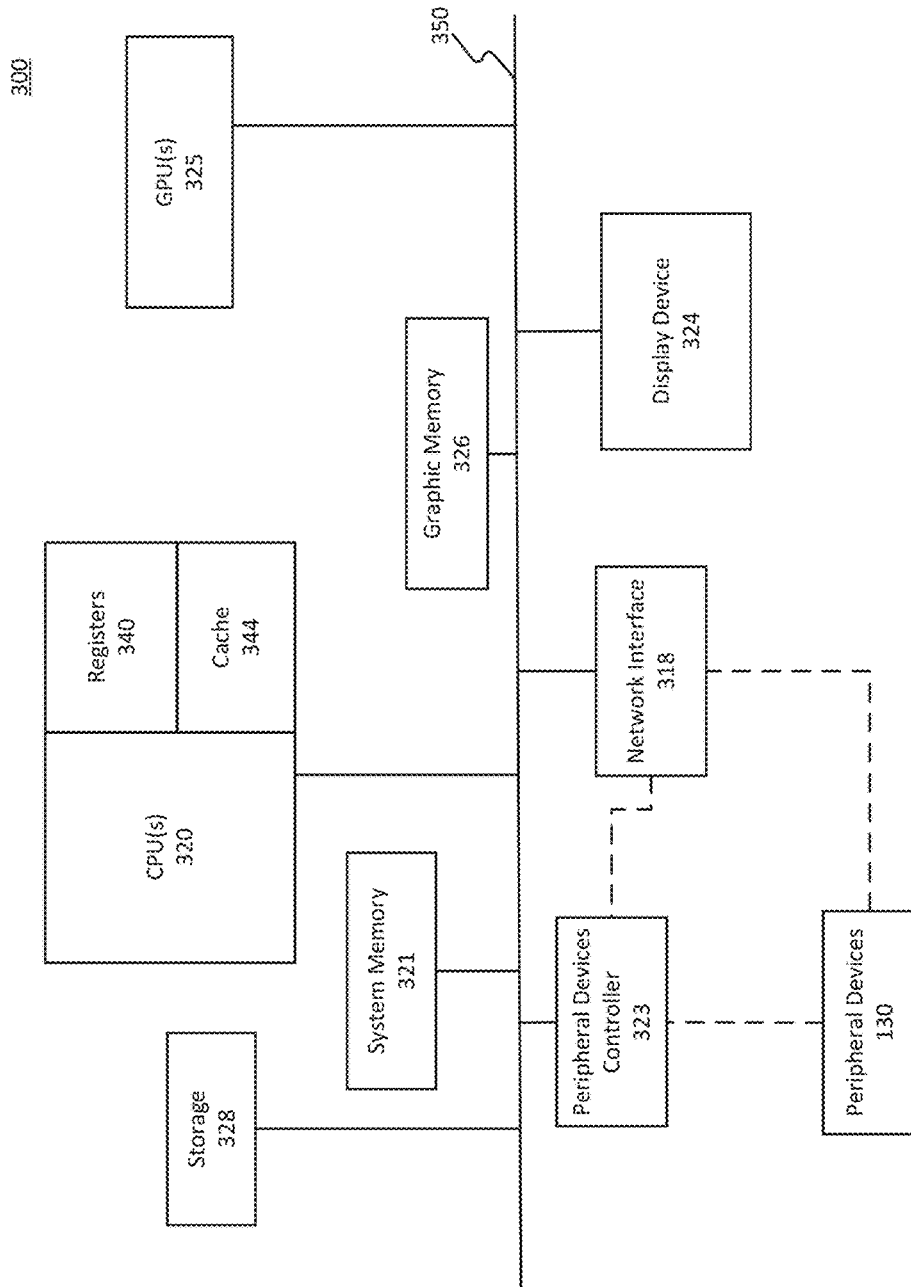 300
Storage
328
CPU(s)
320
Registers
340
Cache
344
GPU(s)
325
System Memory
321
Graphic Memory
326
350
Peripheral Devices
Controller
323
Network Interface
318
Display Device
324
Peripheral Devices
130